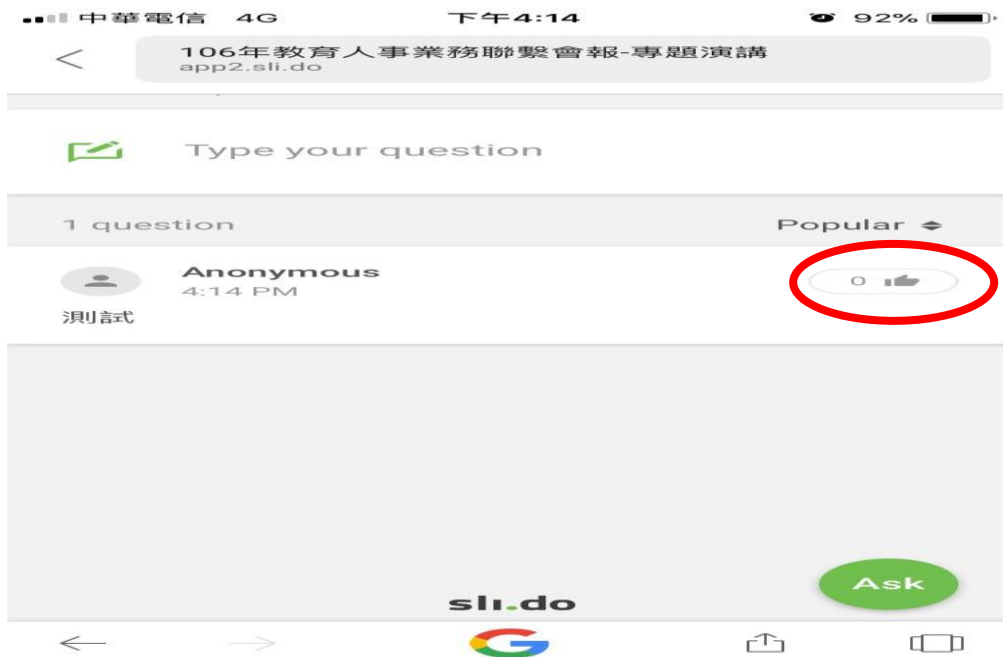 中華電信 4G 下午4:14 92%
106年教育人事業務聯繫會報-專題演講
app2.sli.do
Type your question
1 question Popular
Anonymous 0
4:14 PM
測試
Ask
sli.do